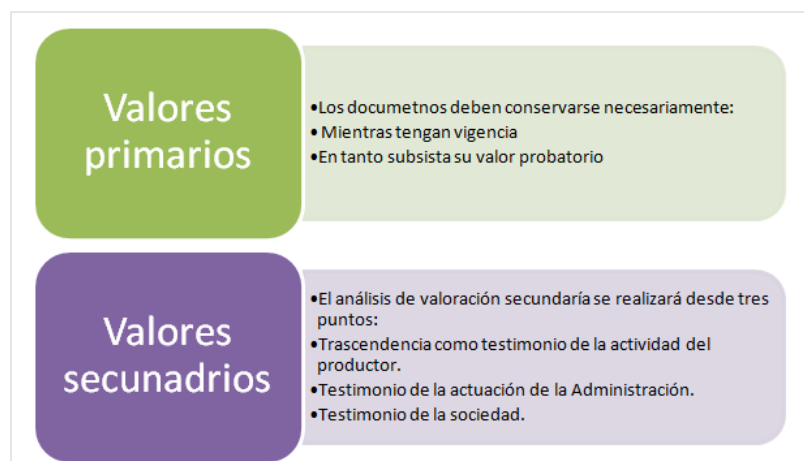 Valores
primarios
•Los documetnos deben conservarse necesariamente:
•Mientras tengan vigencia
•En tanto subsista su valor probatorio
Valores
secunadrios
•El análisis de valoración secundaría se realizará desde tres
puntos:
•Trascendencia como testimonio de la actividad del
productor.
•Testimonio de la actuación de la Administración.
•Testimonio de la sociedad.